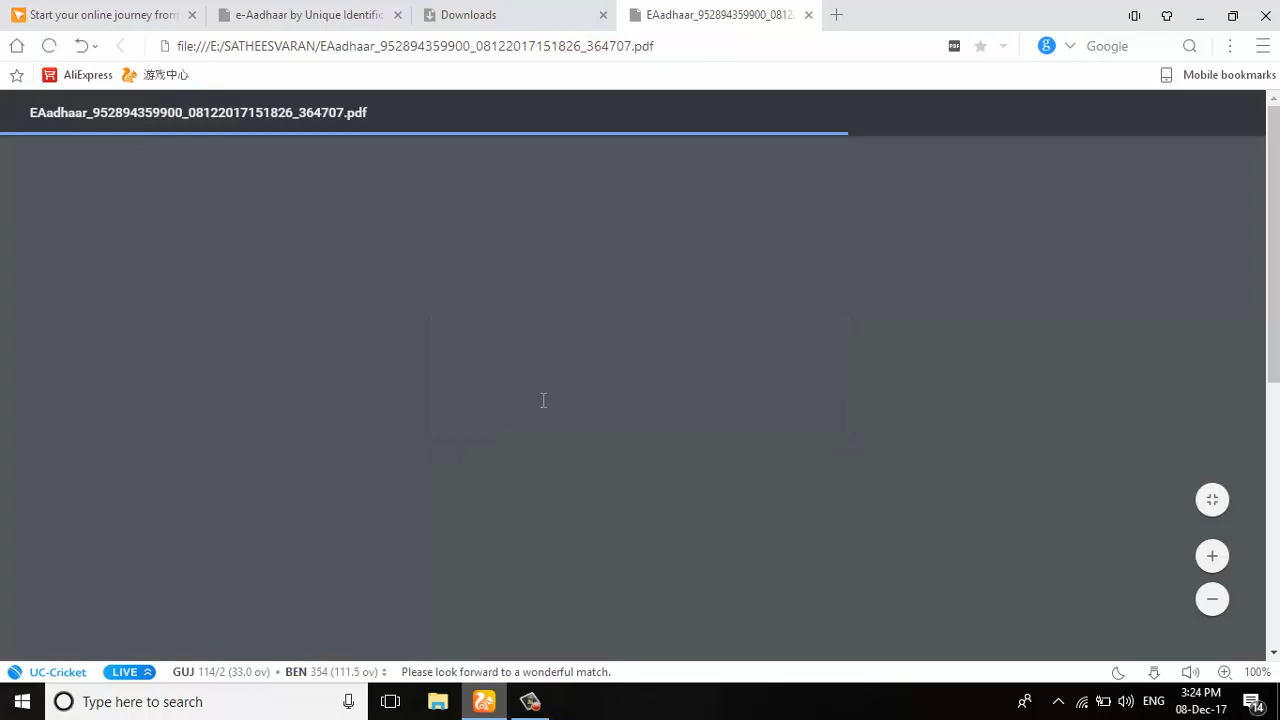 Start your online journey from
e-Aadhaar by Unique Identific
Downloads
EAadhaar_952894359900_0812
file:///E:/SATHEESVARAN/EAadhaar_952894359900_08122017151826_364707.pdf
PDF
g
Google
AliExpress
游戏中心
Mobile bookmarks
EAadhaar_952894359900_08122017151826_364707.pdf
UC-Cricket
LIVE
GUJ 114/2 (33.0 ov)
BEN 354 (111.5 ov)
Please look forward to a wonderful match.
100%
Type here to search
ENG
3:24 PM
08-Dec-17
14